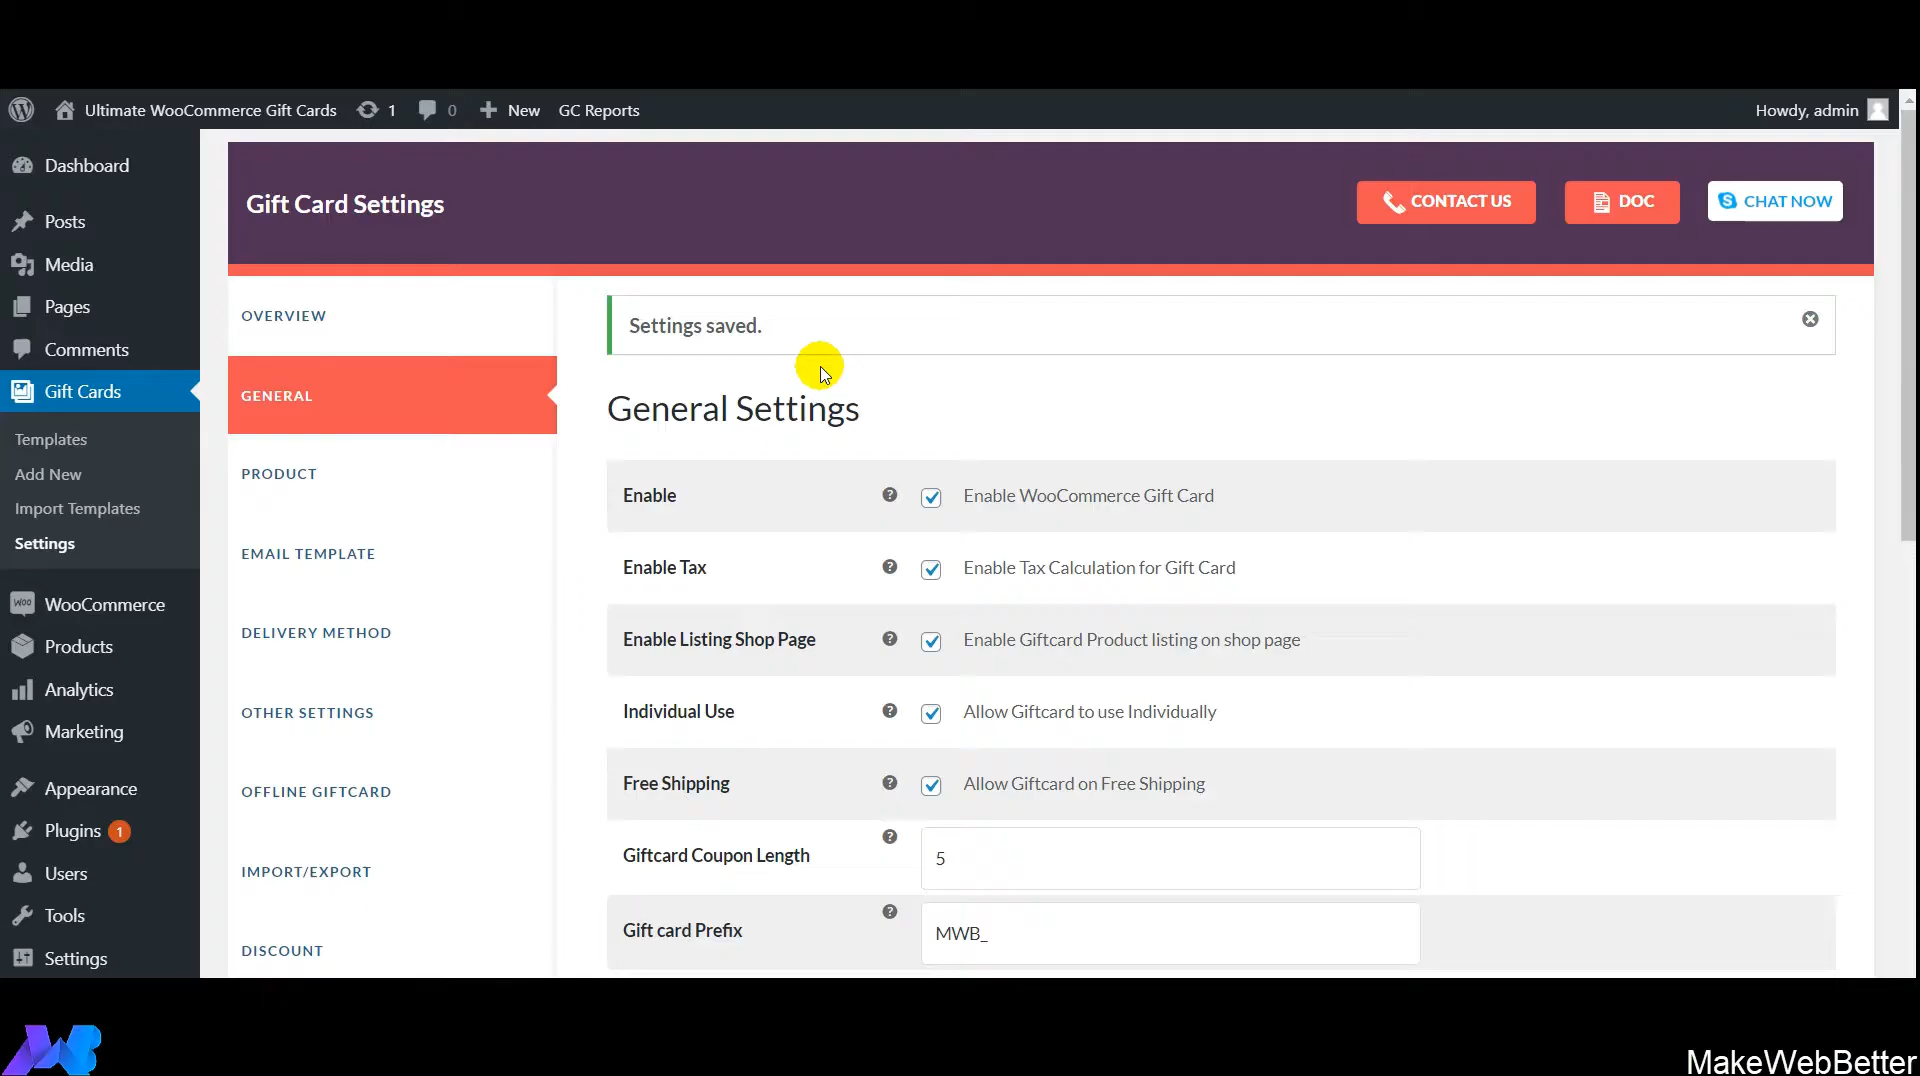 Ultimate WooCommerce Gift Cards 1 0 New GC Reports Howdy, admin
Dashboard
Posts
Media
Pages
Comments
Gift Cards
Templates
Add New
Import Templates
Settings
WooCommerce
Products
Analytics
Marketing
Appearance
Plugins 1
Users
Tools
Settings
Gift Card Settings
CONTACT US
DOC
CHAT NOW
OVERVIEW
GENERAL
PRODUCT
EMAIL TEMPLATE
DELIVERY METHOD
OTHER SETTINGS
OFFLINE GIFTCARD
IMPORT/EXPORT
DISCOUNT
Settings saved.
General Settings
Enable Enable WooCommerce Gift Card
Enable Tax Enable Tax Calculation for Gift Card
Enable Listing Shop Page Enable Giftcard Product listing on shop page
Individual Use Allow Giftcard to use Individually
Free Shipping Allow Giftcard on Free Shipping
Giftcard Coupon Length 5
Gift card Prefix MWB_
MakeWebBetter